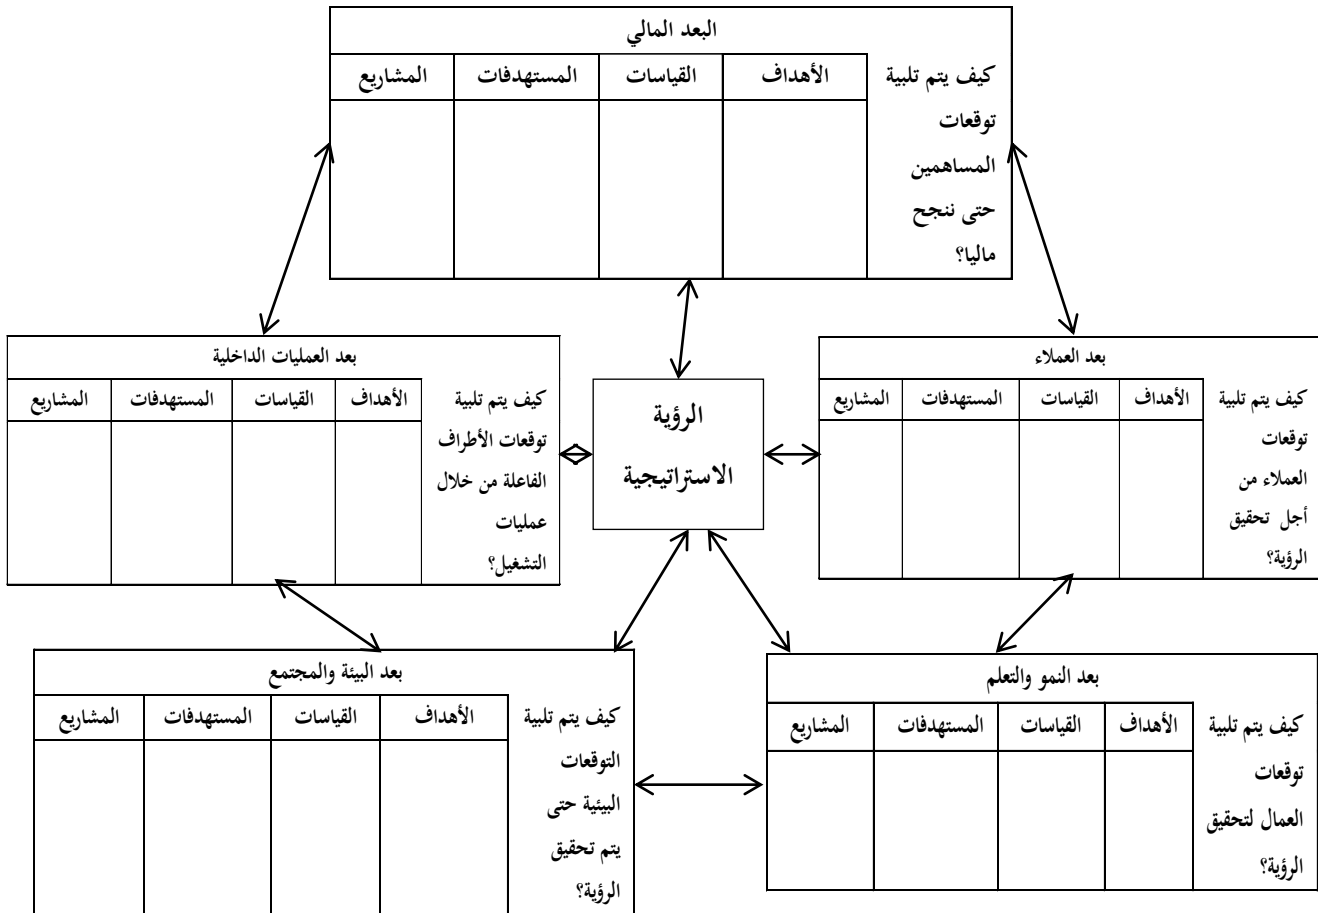 البعد المالي
كيف يتم تلبية
توقعات
المساهمين
حتى ننجح
ماليا؟
الأهداف
القياسات
المستهدفات
المشاريع
بعد العملاء
كيف يتم تلبية
توقعات
العملاء من
أجل تحقيق
الرؤية؟
الأهداف
القياسات
المستهدفات
المشاريع
الرؤية
الاستراتيجية
بعد العمليات الداخلية
كيف يتم تلبية
توقعات الأطراف
الفاعلة من خلال
عمليات
التشغيل؟
الأهداف
القياسات
المستهدفات
المشاريع
بعد النمو والتعلم
كيف يتم تلبية
توقعات
العمال لتحقيق
الرؤية؟
الأهداف
القياسات
المستهدفات
المشاريع
بعد البيئة والمجتمع
كيف يتم تلبية
التوقعات
البيئية حتى
يتم تحقيق
الرؤية؟
الأهداف
القياسات
المستهدفات
المشاريع